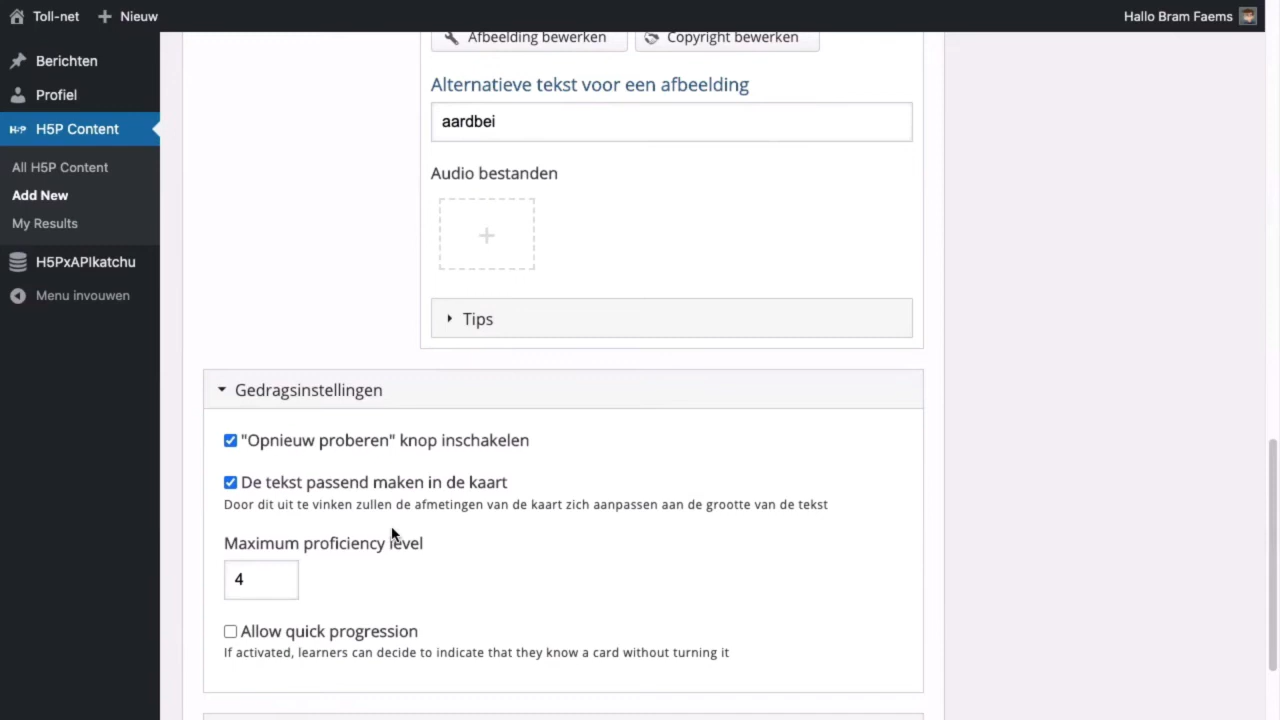 Toll-net
Nieuw
Hallo Bram Faems
Berichten
Profiel
H-P H5P Content
All H5P Content
Add New
My Results
H5PxAPIkatchu
Menu invouwen
Afbeelding bewerken
Copyright bewerken
Alternatieve tekst voor een afbeelding
aardbei
Audio bestanden
Tips
Gedragsinstellingen
"Opnieuw proberen" knop inschakelen
De tekst passend maken in de kaart
Door dit uit te vinken zullen de afmetingen van de kaart zich aanpassen aan de grootte van de tekst
Maximum proficiency level
4
Allow quick progression
If activated, learners can decide to indicate that they know a card without turning it